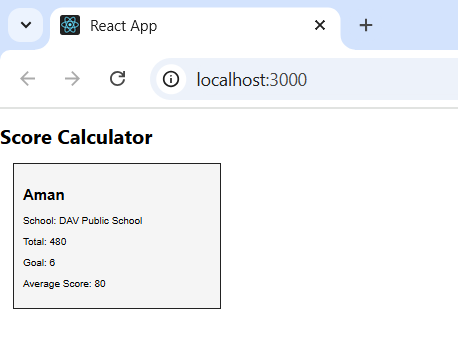 React App
localhost:3000
Score Calculator
Aman
School: DAV Public School
Total: 480
Goal: 6
Average Score: 80